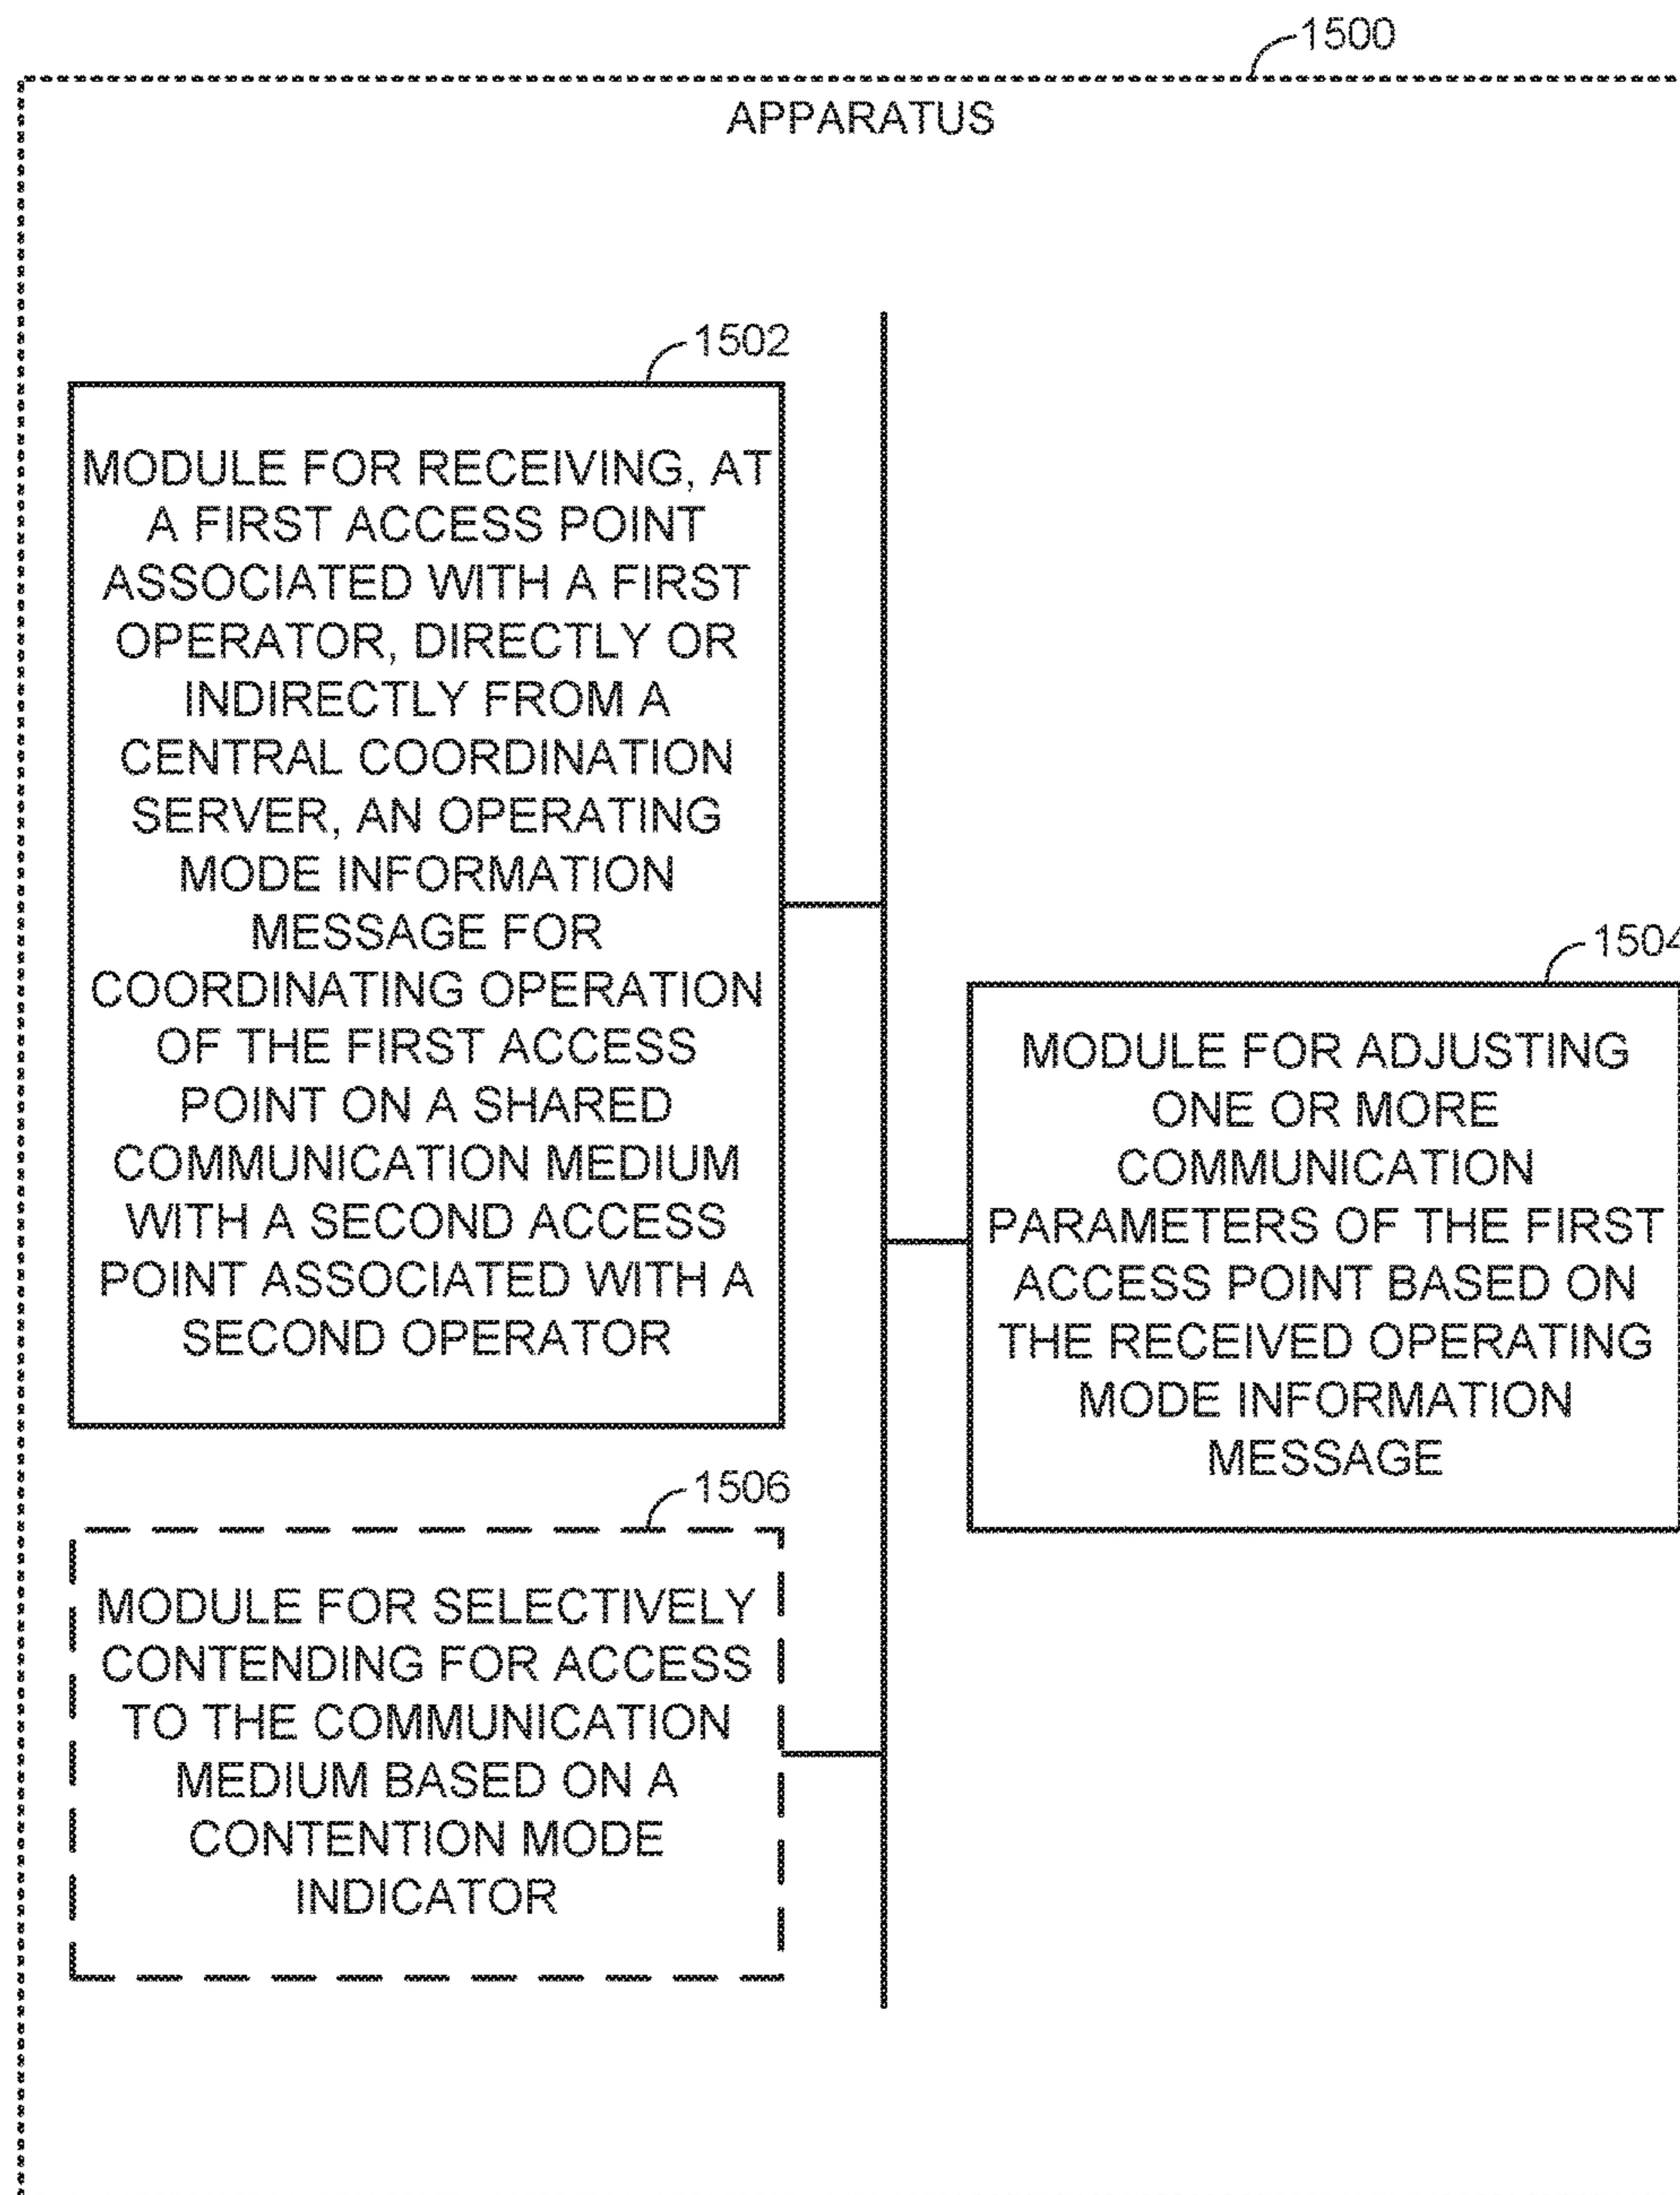 1500
APPARATUS
1502
MODULE FOR RECEIVING, AT
A FIRST ACCESS POINT
ASSOCIATED WITH A FIRST
OPERATOR, DIRECTLY OR
INDIRECTLY FROM A
CENTRAL COORDINATION
SERVER, AN OPERATING
MODE INFORMATION
MESSAGE FOR
COORDINATING OPERATION
OF THE FIRST ACCESS
POINT ON A SHARED
COMMUNICATION MEDIUM
WITH A SECOND ACCESS
POINT ASSOCIATED WITH A
SECOND OPERATOR
1504
MODULE FOR ADJUSTING
ONE OR MORE
COMMUNICATION
PARAMETERS OF THE FIRST
ACCESS POINT BASED ON
THE RECEIVED OPERATING
MODE INFORMATION
MESSAGE
1506
MODULE FOR SELECTIVELY
CONTENDING FOR ACCESS
TO THE COMMUNICATION
MEDIUM BASED ON A
CONTENTION MODE
INDICATOR